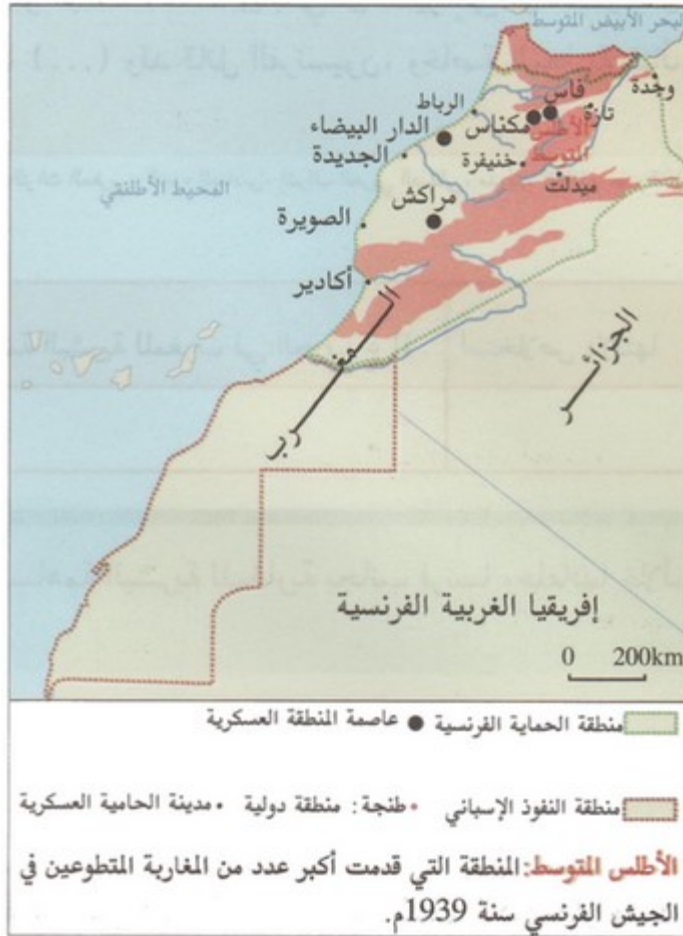 البحر الأبيض المتوسط
وجدة
فاس
تازة
الرباط
مكناس
الأطلس
المتوسط
الدار البيضاء
الجديدة
خنيفرة
ميدلت
المحيط الأطلنتي
مراكش
الصويرة
أكادير
المغرب
الجزائر
إفريقيا الغربية الفرنسية
0 200km
منطقة الحماية الفرنسية ● عاصمة المنطقة العسكرية
منطقة النفوذ الإسباني • طنجة: منطقة دولية • مدينة الحامية العسكرية
الأطلس المتوسط: المنطقة التي قدمت أكبر عدد من المغاربة المتطوعين في
الجيش الفرنسي سنة 1939م.